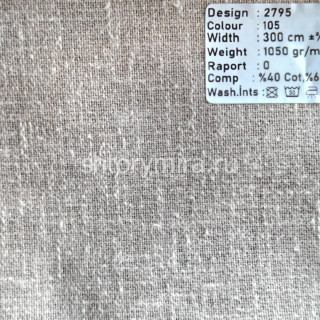 Design : 2795
Colour : 105
Width : 300 cm ±%
Weight : 1050 gr/m
Raport : 0
Comp : %40 Cot,%6
Wash.İnts :
shtorymira.ru